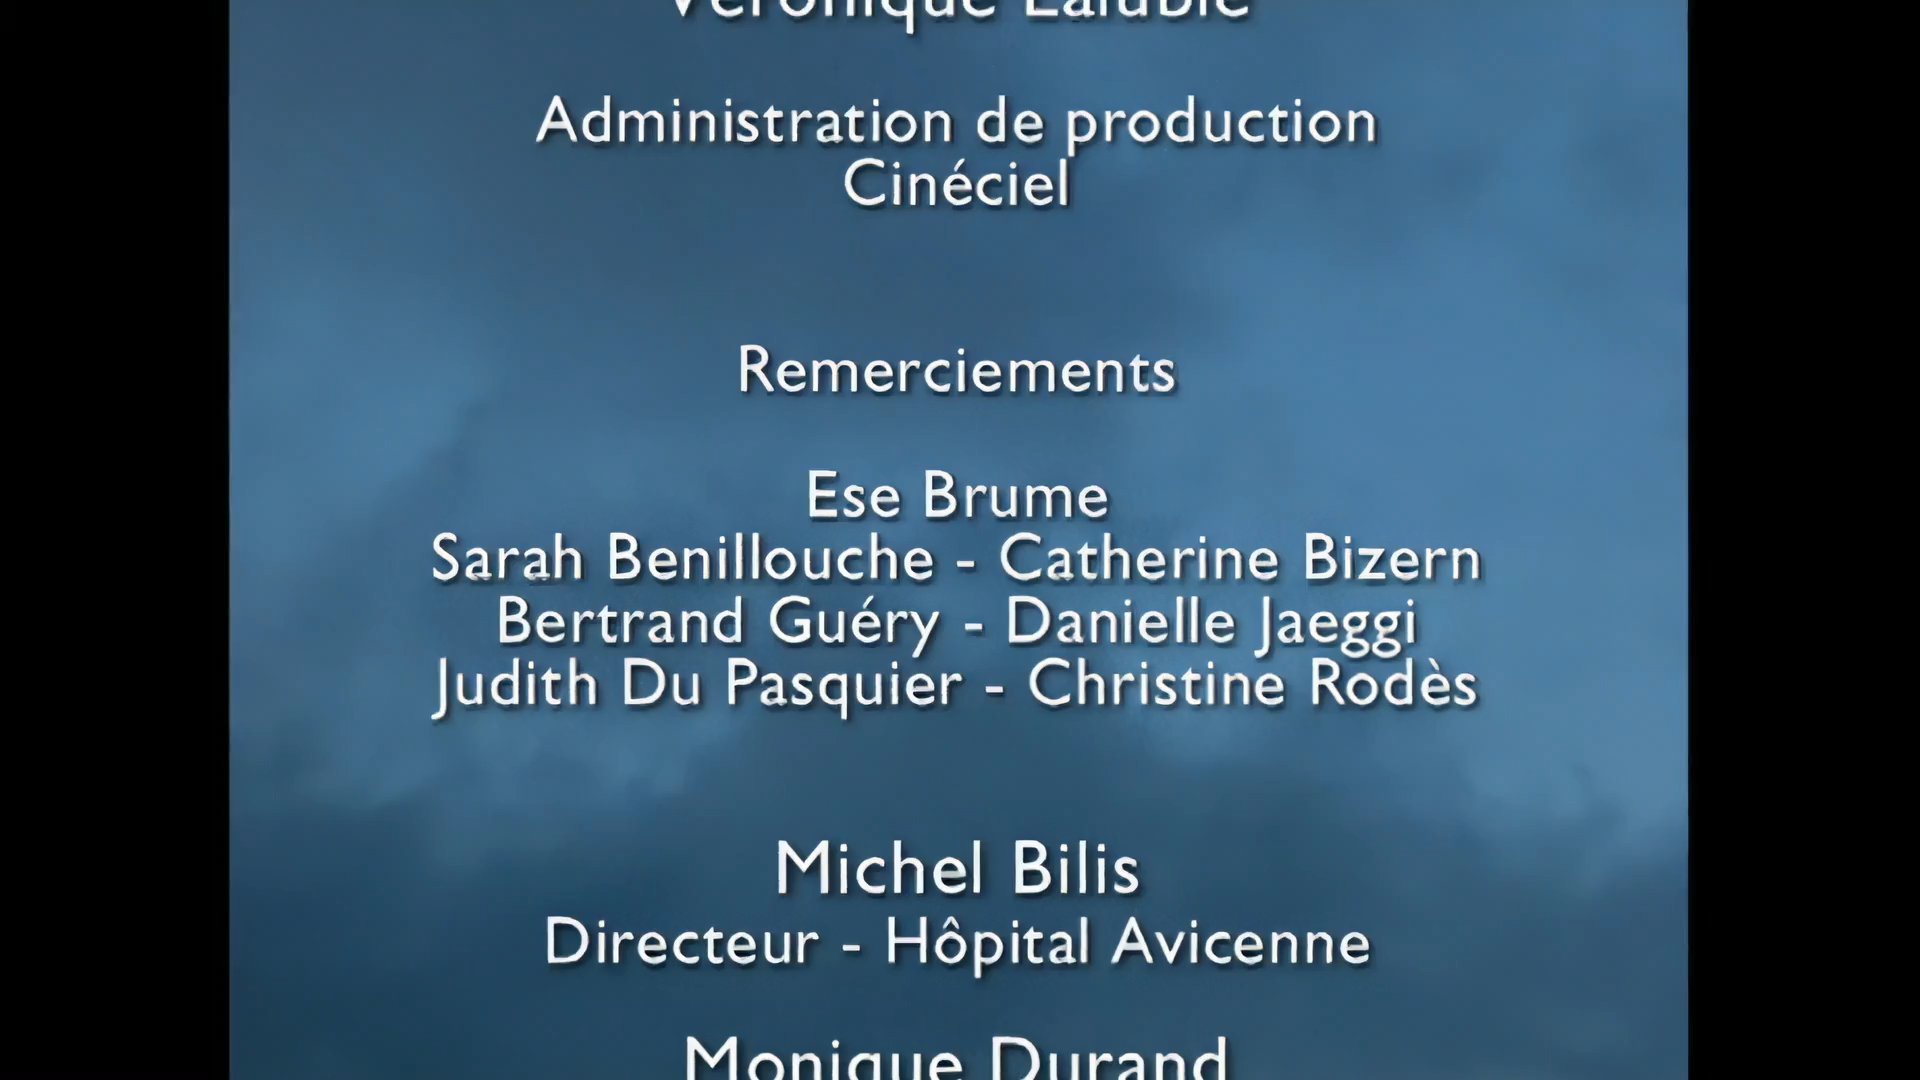 Véronique
Administration de production
Cinéciel
Remerciements
Ese Brume
Sarah Benillouche - Catherine Bizern
Bertrand Guéry - Danielle Jaeggi
Judith Du Pasquier - Christine Rodès
Michel Bilis
Directeur - Hôpital Avicenne
Monique Durand